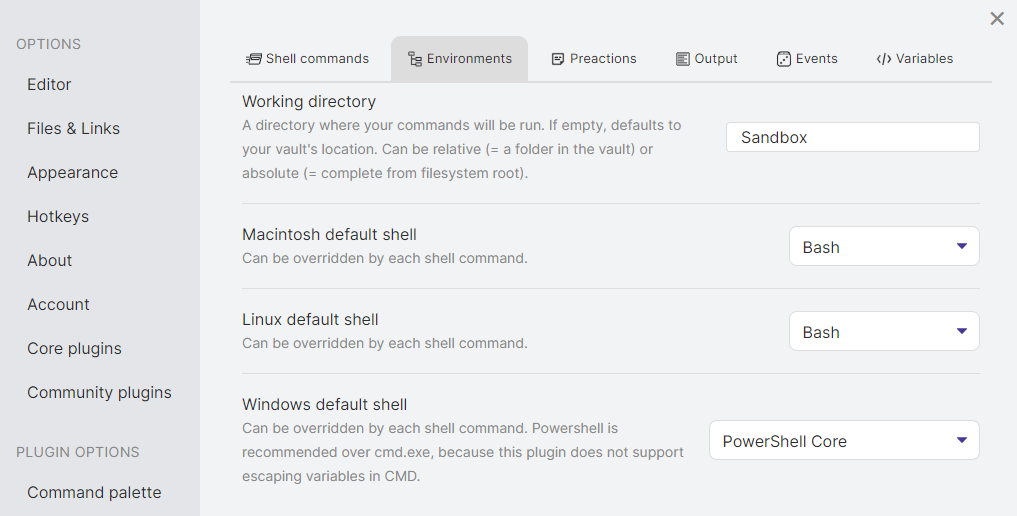 OPTIONS
Editor
Files & Links
Appearance
Hotkeys
About
Account
Core plugins
Community plugins
PLUGIN OPTIONS
Command palette
Shell commands
Environments
Preactions
Output
Events
Variables
Working directory
A directory where your commands will be run. If empty, defaults to
your vault's location. Can be relative (= a folder in the vault) or
absolute (= complete from filesystem root).
Sandbox
Macintosh default shell
Can be overridden by each shell command.
Bash
Linux default shell
Can be overridden by each shell command.
Bash
Windows default shell
Can be overridden by each shell command. Powershell is
recommended over cmd.exe, because this plugin does not support
escaping variables in CMD.
PowerShell Core